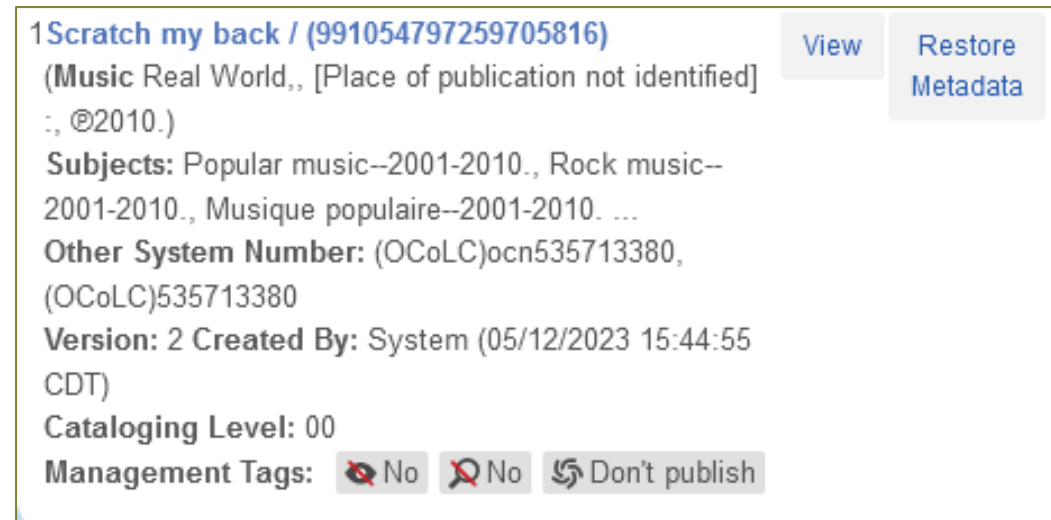 1 Scratch my back / (991054797259705816)
View
Restore
Metadata
(Music Real World,, [Place of publication not identified]
:, ℗2010.)
Subjects: Popular music--2001-2010., Rock music--
2001-2010., Musique populaire--2001-2010. ...
Other System Number: (OCoLC)ocn535713380,
(OCoLC)535713380
Version: 2 Created By: System (05/12/2023 15:44:55
CDT)
Cataloging Level: 00
Management Tags: No No Don't publish